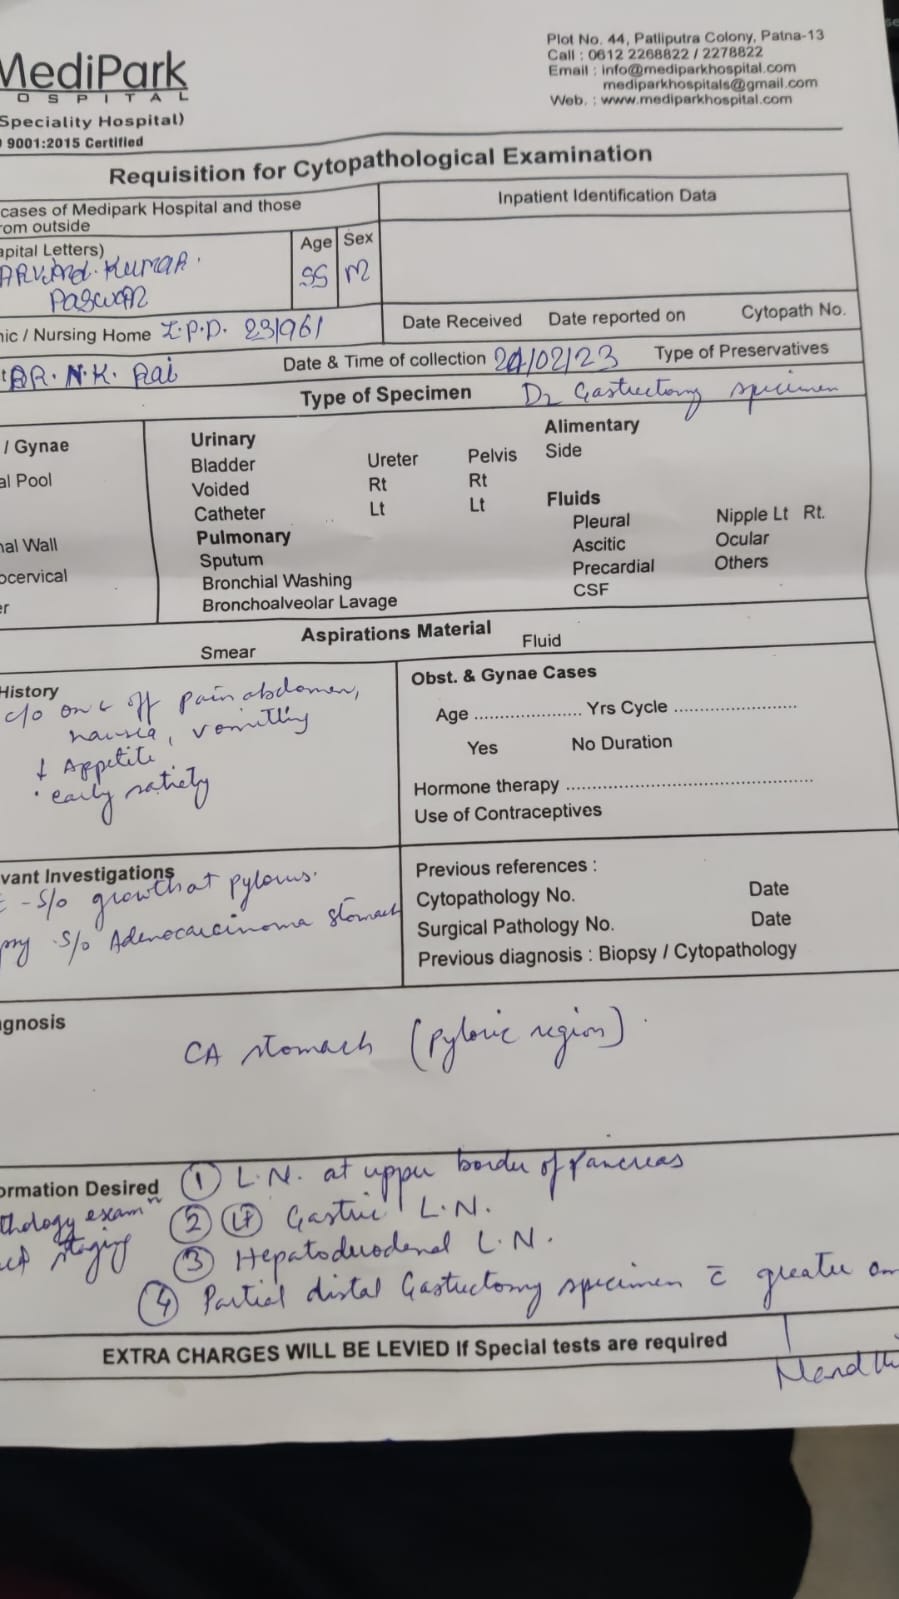 MediPark
OSPITAL
Speciality Hospital)
9001:2015 Certified
Plot No. 44, Patliputra Colony, Patna-13
Call : 0612 2268822 / 2278822
Email : info@mediparkhospital.com
mediparkhospitals@gmail.com
Web. : www.mediparkhospital.com
Requisition for Cytopathological Examination
cases of Medipark Hospital and those
rom outside
Inpatient Identification Data
apital Letters)
Age Sex
ARVind. Kumar.
Paswan
55 M
nic / Nursing Home I.P.D. 23/961
Date Received Date reported on Cytopath No.
DR. N.K. Rai
Date & Time of collection 24/02/23 Type of Preservatives
Type of Specimen D2 Gastrectomy specimen
/ Gynae
al Pool
nal Wall
ocervical
er
Urinary
Bladder Ureter Pelvis
Voided Rt Rt
Catheter Lt Lt
Pulmonary
Sputum
Bronchial Washing
Bronchoalveolar Lavage
Alimentary
Side
Fluids
Pleural Nipple Lt Rt.
Ascitic Ocular
Precardial Others
CSF
Aspirations Material
Smear Fluid
History
c/o on & off pain abdomen,
nausea, vomitting
↓ Appetite
· early satiety
Obst. & Gynae Cases
Age .................... Yrs Cycle .......................
Yes No Duration
Hormone therapy ..............................................
Use of Contraceptives
vant Investigations
- S/o growth at pylorus.
psy S/o Adenocarcinoma stomach
Previous references :
Cytopathology No. Date
Surgical Pathology No. Date
Previous diagnosis : Biopsy / Cytopathology
agnosis
CA stomach (Pyloric region).
ormation Desired
thology examn
staging
① L.N. at upper border of Pancreas
② Lt Gastric L.N.
③ Hepatoduodenal L.N.
④ Partial distal Gastrectomy specimen c̄ greater om
EXTRA CHARGES WILL BE LEVIED If Special tests are required